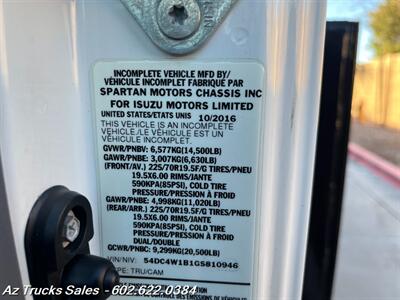 INCOMPLETE VEHICLE MFD BY/
VÉHICULE INCOMPLET FABRIQUÉ PAR
SPARTAN MOTORS CHASSIS INC
FOR ISUZU MOTORS LIMITED
UNITED STATES/ETATS UNIS 10/2016
THIS VEHICLE IS AN INCOMPLETE
VEHICLE./LE VÉHICULE EST UN
VÉHICULE INCOMPLET.
GVWR/PNBV: 6,577KG(14,500LB)
GAWR/PNBE: 3,007KG(6,630LB)
(FRONT/AV.) 225/70R19.5F/G TIRES/PNEU
19.5X6.00 RIMS/JANTE
590KPA(85PSI), COLD TIRE
PRESSURE/PRESSION À FROID
GAWR/PNBE: 4,998KG(11,020LB)
(REAR/ARR.) 225/70R19.5F/G TIRES/PNEU
19.5X6.00 RIMS/JANTE
590KPA(85PSI), COLD TIRE
PRESSURE/PRESSION À FROID
DUAL/DOUBLE
GCWR/PNBC: 9,299KG(20,500LB)
VIN/NIV: 54DC4W1B1GS810946
TYPE: TRU/CAM
Az Trucks Sales - 602.622.0384